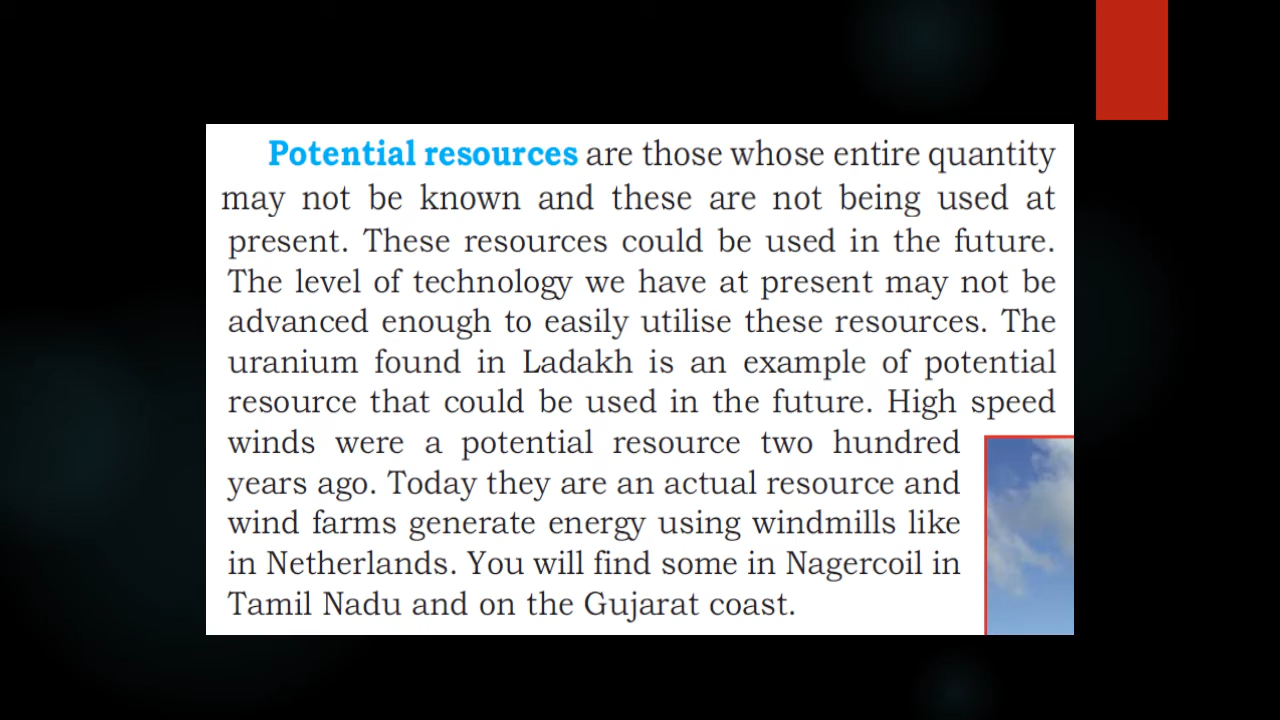 Potential resources are those whose entire quantity
may not be known and these are not being used at
present. These resources could be used in the future.
The level of technology we have at present may not be
advanced enough to easily utilise these resources. The
uranium found in Ladakh is an example of potential
resource that could be used in the future. High speed
winds were a potential resource two hundred
years ago. Today they are an actual resource and
wind farms generate energy using windmills like
in Netherlands. You will find some in Nagercoil in
Tamil Nadu and on the Gujarat coast.